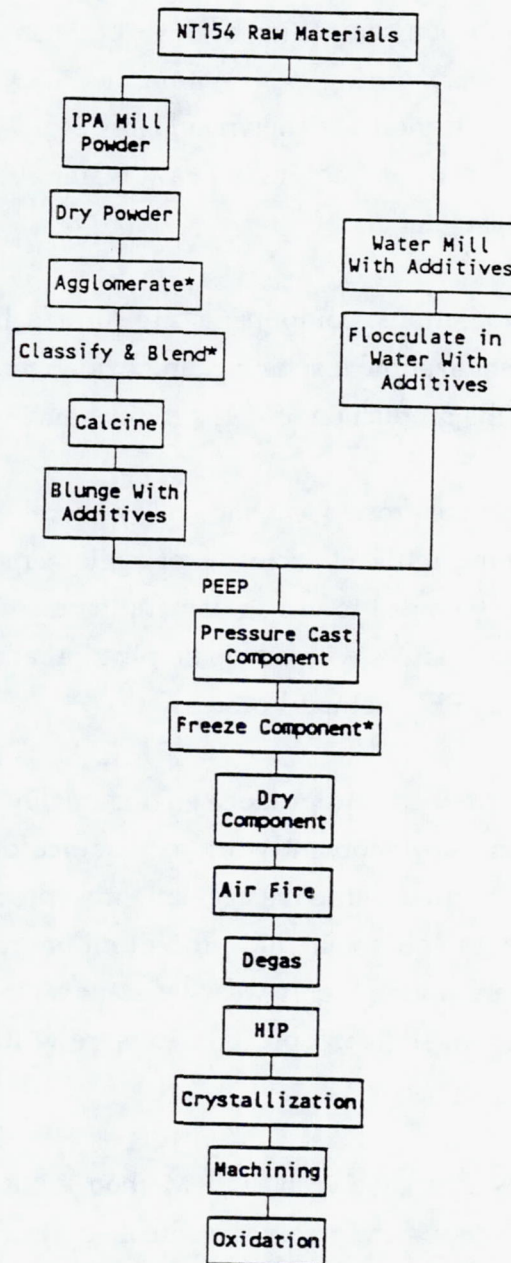 NT154 Raw Materials
IPA Mill
Powder
Dry Powder
Agglomerate*
Classify & Blend*
Calcine
Blunge With
Additives
Water Mill
With Additives
Flocculate in
Water With
Additives
PEEP
Pressure Cast
Component
Freeze Component*
Dry
Component
Air Fire
Degas
HIP
Crystallization
Machining
Oxidation